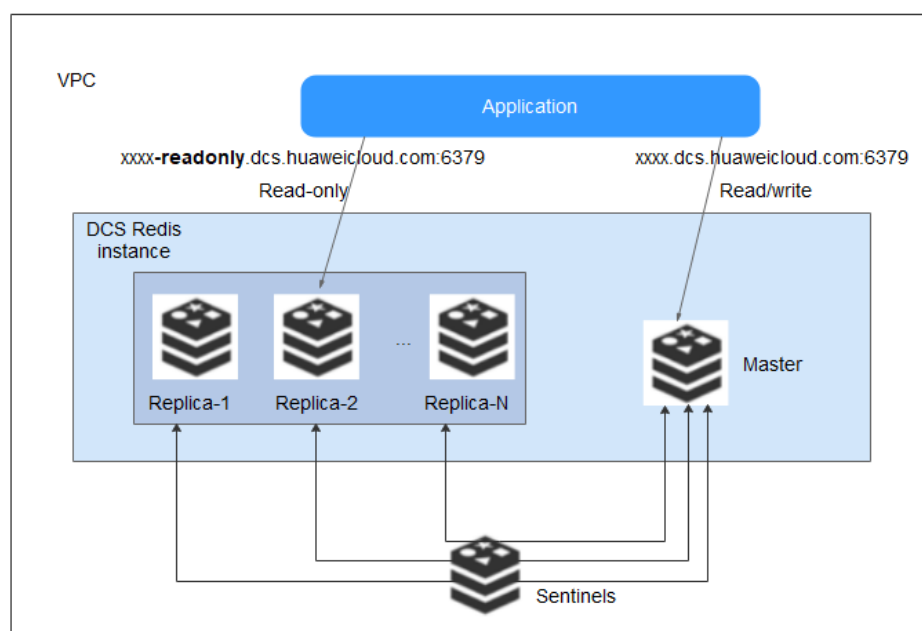 VPC
Application
xxxx-readonly.dcs.huaweicloud.com:6379
xxxx.dcs.huaweicloud.com:6379
Read-only
Read/write
DCS Redis
instance
...
Master
Replica-1
Replica-2
Replica-N
Sentinels